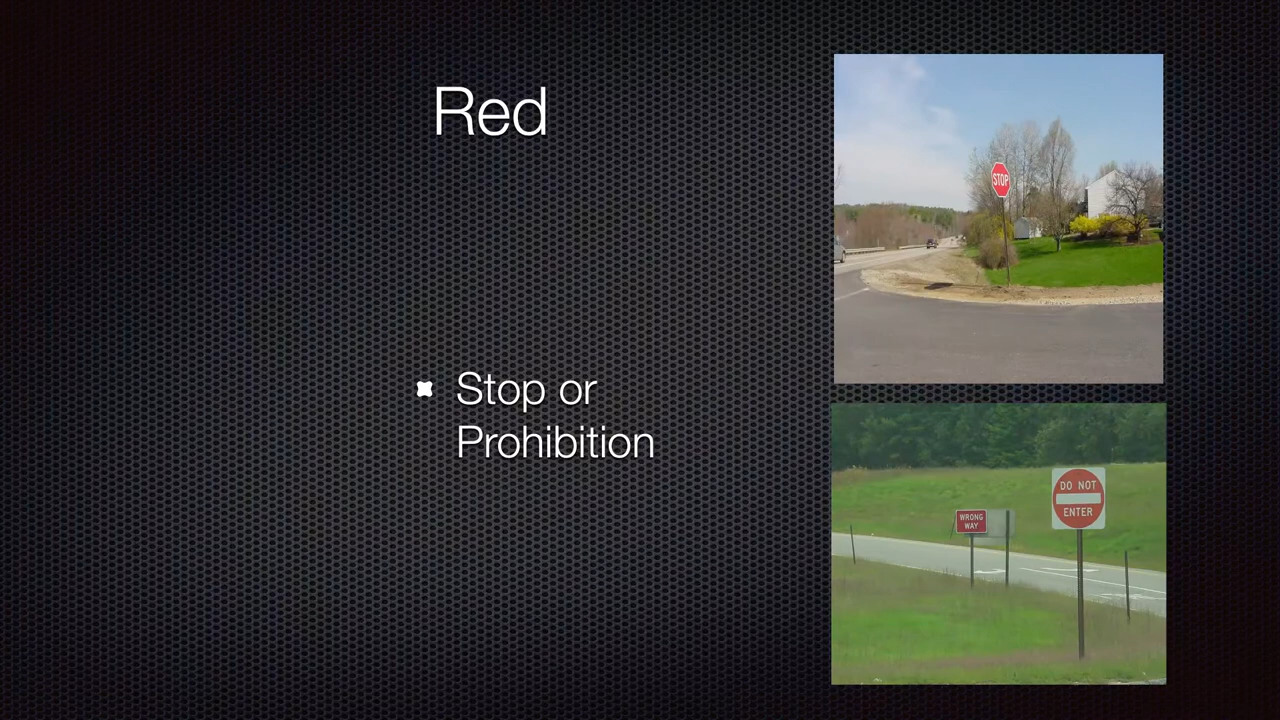 Red
Stop or
Prohibition
STOP
WRONG
WAY
DO NOT
ENTER